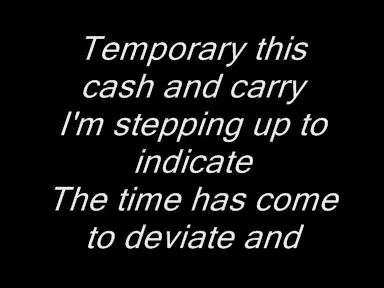 Temporary this
cash and carry
I'm stepping up to
indicate
The time has come
to deviate and